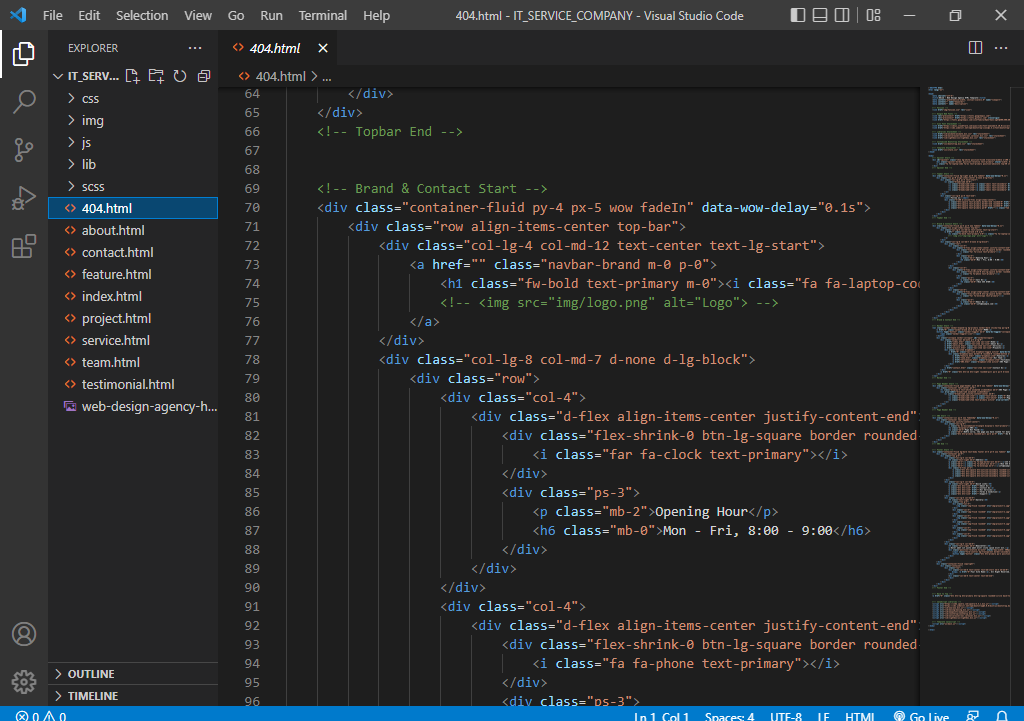 File Edit Selection View Go Run Terminal Help 404.html - IT_SERVICE_COMPANY - Visual Studio Code
EXPLORER
IT_SERV...
css
img
js
lib
scss
404.html
about.html
contact.html
feature.html
index.html
project.html
service.html
team.html
testimonial.html
web-design-agency-h...
OUTLINE
TIMELINE
404.html
404.html > ...
64 </div>
65 </div>
66 <!-- Topbar End -->
67
68
69 <!-- Brand & Contact Start -->
70 <div class="container-fluid py-4 px-5 wow fadeIn" data-wow-delay="0.1s">
71 <div class="row align-items-center top-bar">
72 <div class="col-lg-4 col-md-12 text-center text-lg-start">
73 <a href="" class="navbar-brand m-0 p-0">
74 <h1 class="fw-bold text-primary m-0"><i class="fa fa-laptop-co
75 <!-- <img src="img/logo.png" alt="Logo"> -->
76 </a>
77 </div>
78 <div class="col-lg-8 col-md-7 d-none d-lg-block">
79 <div class="row">
80 <div class="col-4">
81 <div class="d-flex align-items-center justify-content-end"
82 <div class="flex-shrink-0 btn-lg-square border rounded-
83 <i class="far fa-clock text-primary"></i>
84 </div>
85 <div class="ps-3">
86 <p class="mb-2">Opening Hour</p>
87 <h6 class="mb-0">Mon - Fri, 8:00 - 9:00</h6>
88 </div>
89 </div>
90 </div>
91 <div class="col-4">
92 <div class="d-flex align-items-center justify-content-end"
93 <div class="flex-shrink-0 btn-lg-square border rounded-
94 <i class="fa fa-phone text-primary"></i>
95 </div>
96 <div class="ps-3">
0 0 Ln 1, Col 1 Spaces: 4 UTF-8 LF HTML Go Live